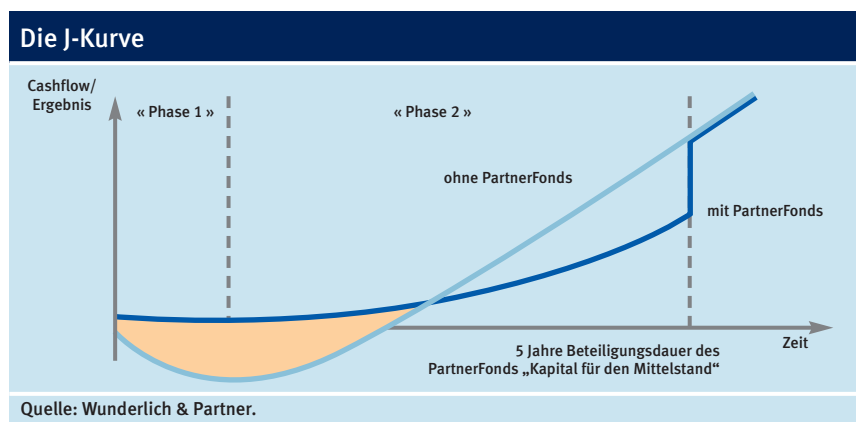 Die J-Kurve
Cashflow/
Ergebnis
« Phase 1 »
« Phase 2 »
ohne PartnerFonds
mit PartnerFonds
Zeit
5 Jahre Beteiligungsdauer des
PartnerFonds „Kapital für den Mittelstand“
Quelle: Wunderlich & Partner.